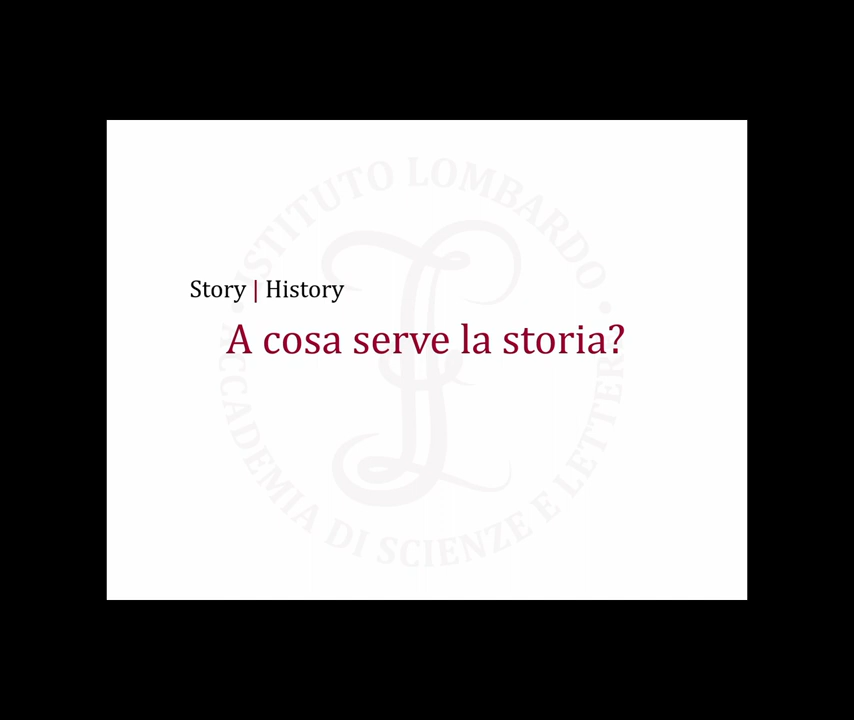 ISTITUTO LOMBARDO
Story | History
A cosa serve la storia?
ACCADEMIA DI SCIENZE E LETTERE